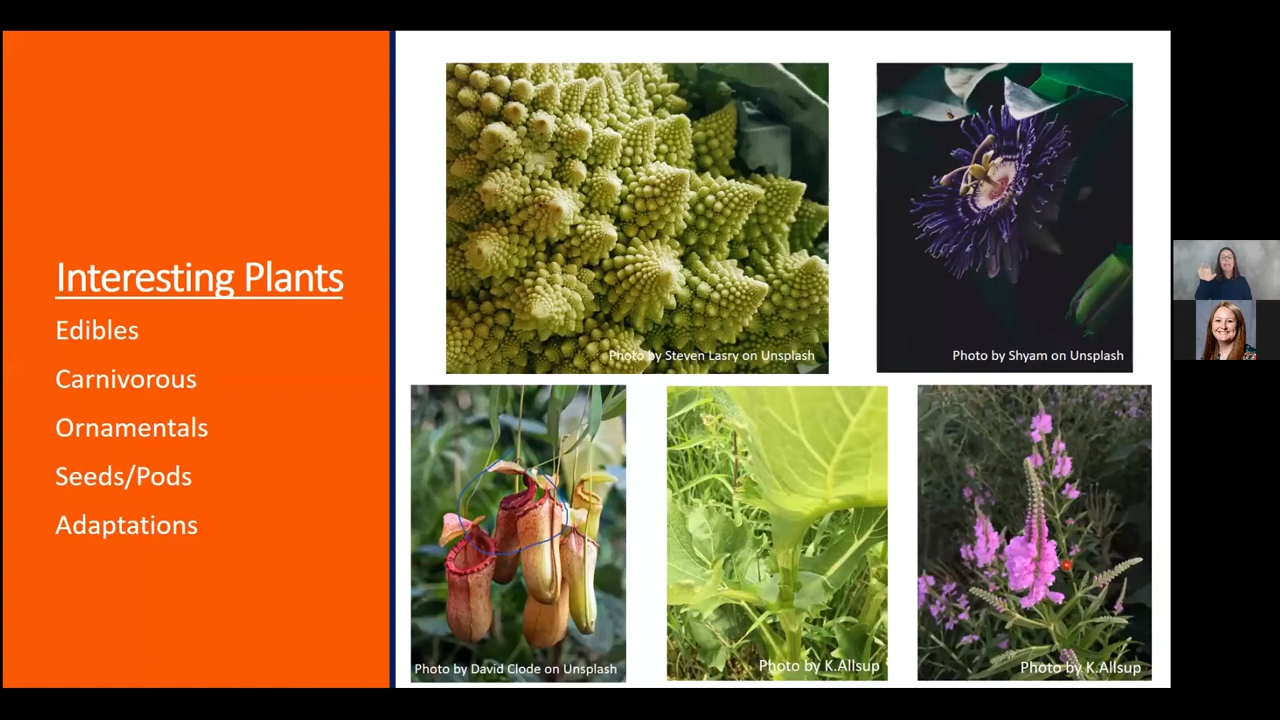 Interesting Plants
Edibles
Carnivorous
Ornamentals
Seeds/Pods
Adaptations
Photo by Steven Lasry on Unsplash
Photo by Shyam on Unsplash
Photo by David Clode on Unsplash
Photo by K.Allsup
Photo by K.Allsup